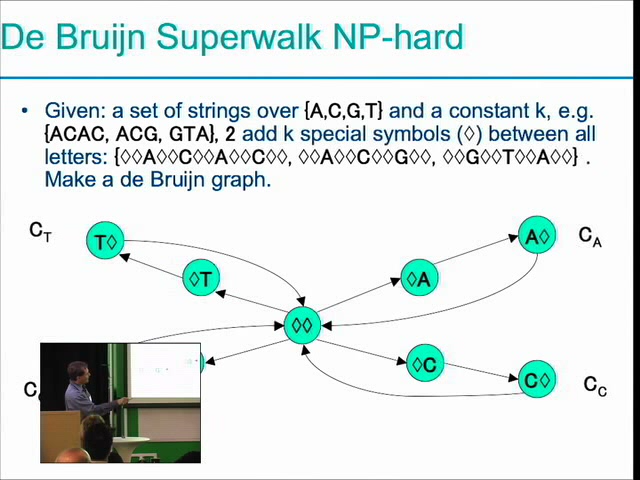 De Bruijn Superwalk NP-hard
• Given: a set of strings over {A,C,G,T} and a constant k, e.g.
{ACAC, ACG, GTA}, 2 add k special symbols (◊) between all
letters: {◊◊A◊◊C◊◊A◊◊C◊◊, ◊◊A◊◊C◊◊G◊◊, ◊◊G◊◊T◊◊A◊◊} .
Make a de Bruijn graph.
C_T
T◊
A◊
C_A
◊T
◊A
◊◊
◊C
C◊
C_C